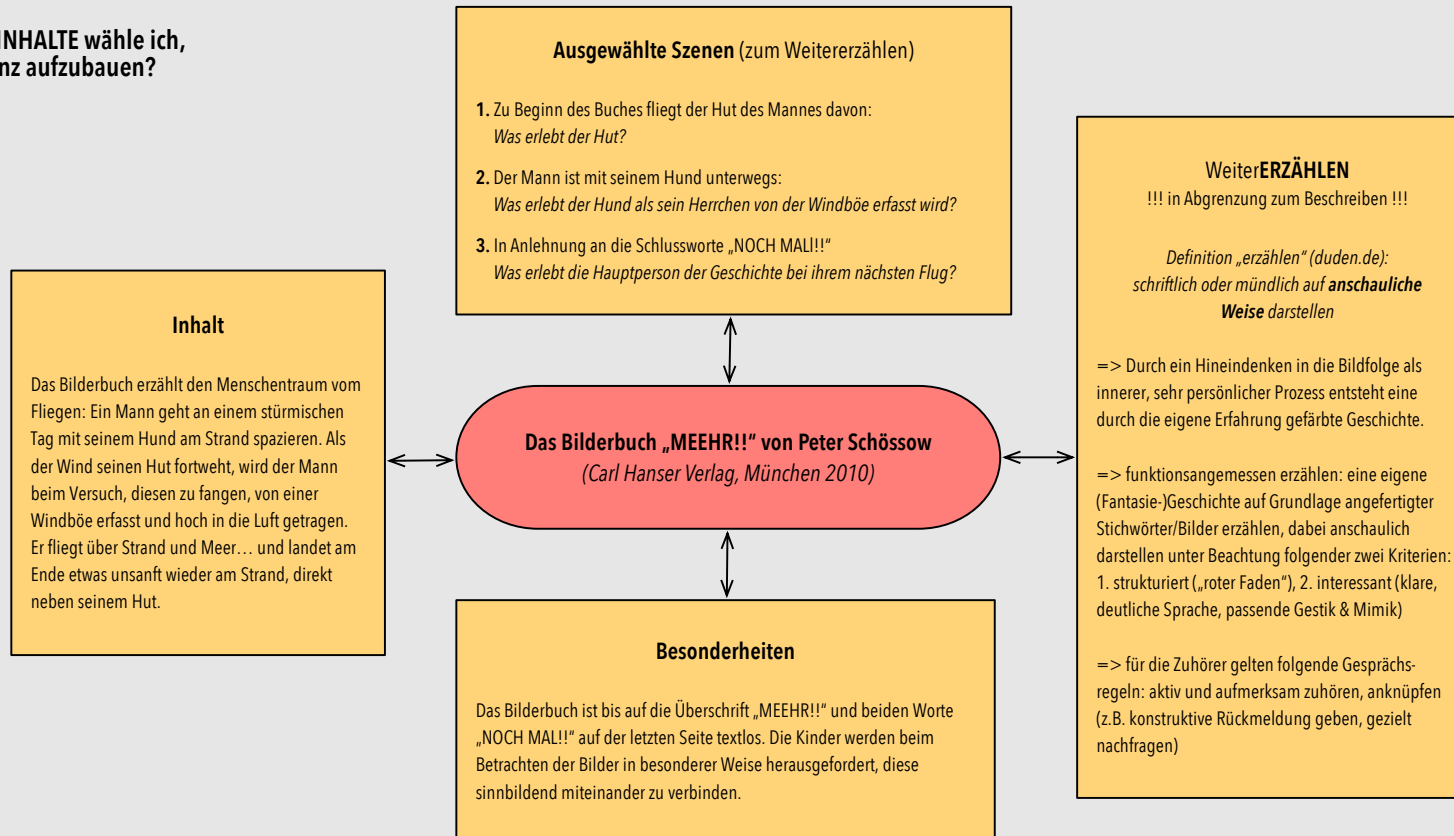 INHALTE wähle ich,
nz aufzubauen?
Ausgewählte Szenen (zum Weitererzählen)
1. Zu Beginn des Buches fliegt der Hut des Mannes davon:
Was erlebt der Hut?
2. Der Mann ist mit seinem Hund unterwegs:
Was erlebt der Hund als sein Herrchen von der Windböe erfasst wird?
3. In Anlehnung an die Schlussworte „NOCH MAL!!“
Was erlebt die Hauptperson der Geschichte bei ihrem nächsten Flug?
Inhalt
Das Bilderbuch erzählt den Menschentraum vom
Fliegen: Ein Mann geht an einem stürmischen
Tag mit seinem Hund am Strand spazieren. Als
der Wind seinen Hut fortweht, wird der Mann
beim Versuch, diesen zu fangen, von einer
Windböe erfasst und hoch in die Luft getragen.
Er fliegt über Strand und Meer… und landet am
Ende etwas unsanft wieder am Strand, direkt
neben seinem Hut.
Das Bilderbuch „MEEHR!!“ von Peter Schössow
(Carl Hanser Verlag, München 2010)
Besonderheiten
Das Bilderbuch ist bis auf die Überschrift „MEEHR!!“ und beiden Worte
„NOCH MAL!!“ auf der letzten Seite textlos. Die Kinder werden beim
Betrachten der Bilder in besonderer Weise herausgefordert, diese
sinnbildend miteinander zu verbinden.
WeiterERZÄHLEN
!!! in Abgrenzung zum Beschreiben !!!
Definition „erzählen“ (duden.de):
schriftlich oder mündlich auf anschauliche
Weise darstellen
=> Durch ein Hineindenken in die Bildfolge als
innerer, sehr persönlicher Prozess entsteht eine
durch die eigene Erfahrung gefärbte Geschichte.
=> funktionsangemessen erzählen: eine eigene
(Fantasie-)Geschichte auf Grundlage angefertigter
Stichwörter/Bilder erzählen, dabei anschaulich
darstellen unter Beachtung folgender zwei Kriterien:
1. strukturiert („roter Faden“), 2. interessant (klare,
deutliche Sprache, passende Gestik & Mimik)
=> für die Zuhörer gelten folgende Gesprächs-
regeln: aktiv und aufmerksam zuhören, anknüpfen
(z.B. konstruktive Rückmeldung geben, gezielt
nachfragen)